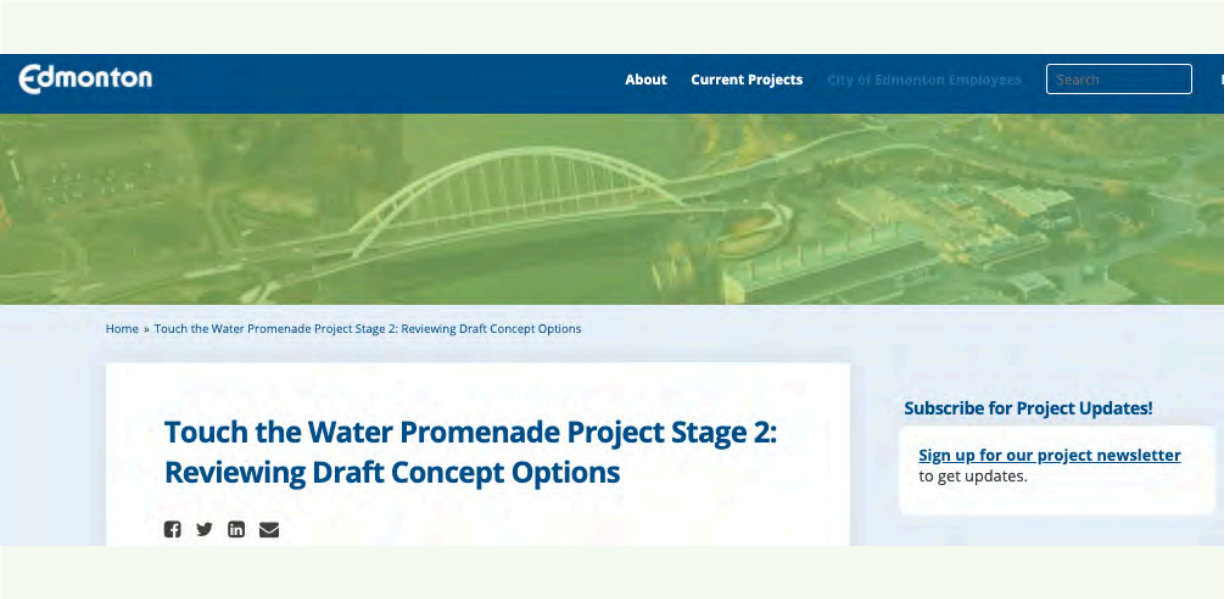 Edmonton
About Current Projects City of Edmonton Employees Search
Home » Touch the Water Promenade Project Stage 2: Reviewing Draft Concept Options
Touch the Water Promenade Project Stage 2:
Reviewing Draft Concept Options
Subscribe for Project Updates!
Sign up for our project newsletter
to get updates.